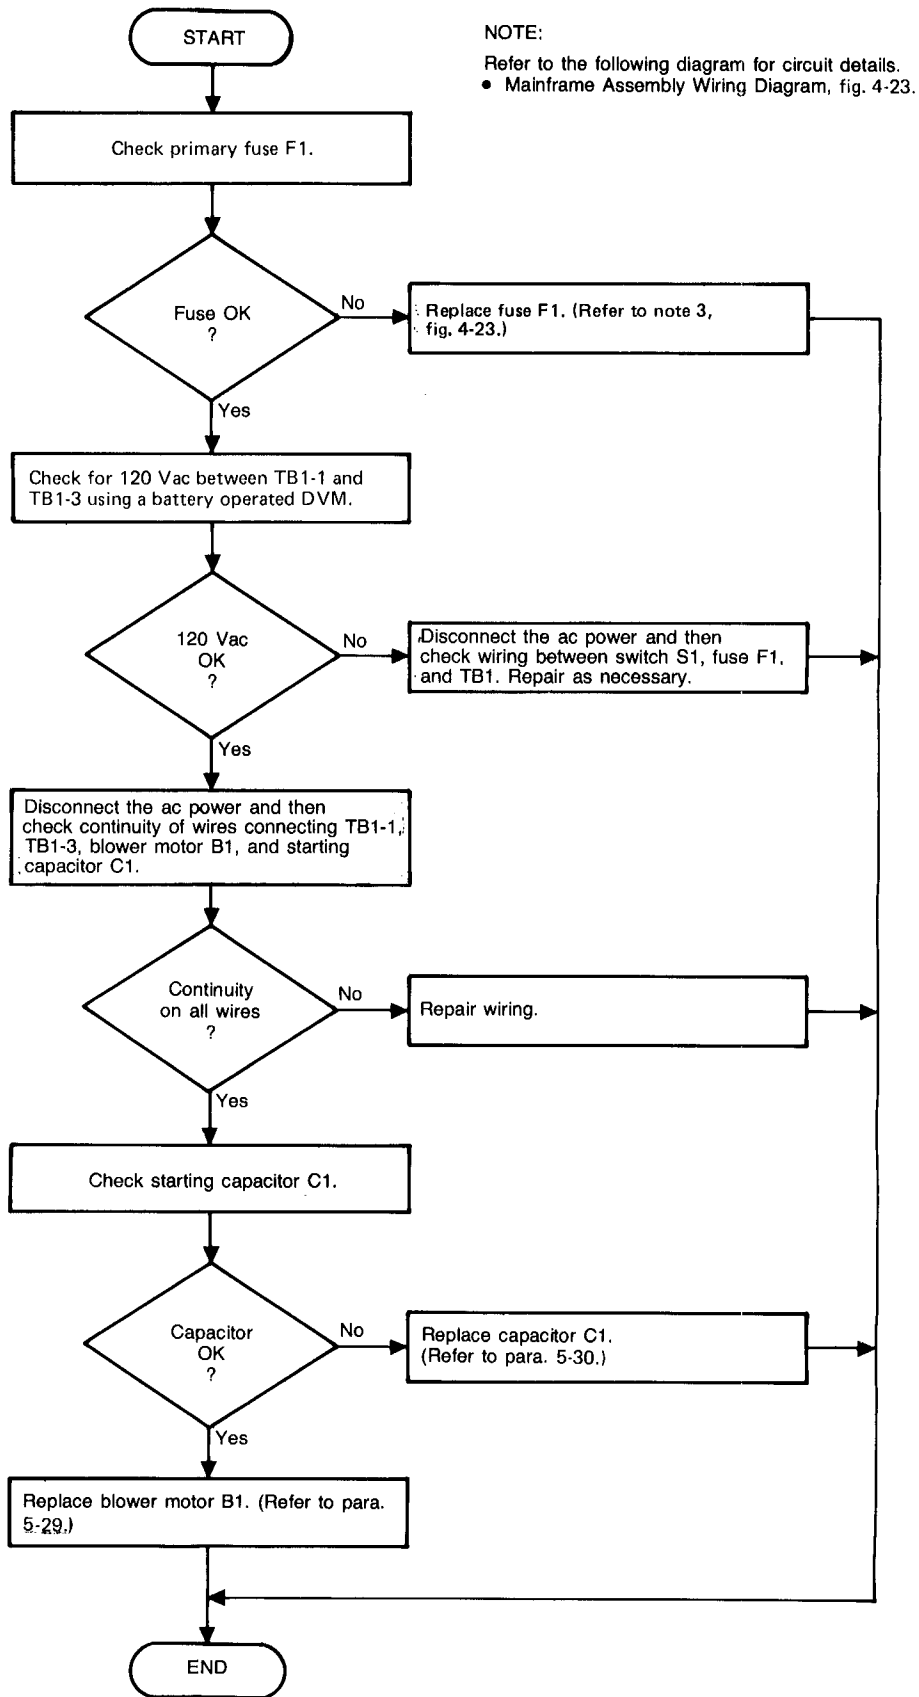 START
NOTE:
Refer to the following diagram for circuit details.
• Mainframe Assembly Wiring Diagram, fig. 4-23.
Check primary fuse F1.
Fuse OK
?
No
Replace fuse F1. (Refer to note 3,
fig. 4-23.)
Yes
Check for 120 Vac between TB1-1 and
TB1-3 using a battery operated DVM.
120 Vac
OK
?
No
Disconnect the ac power and then
check wiring between switch S1, fuse F1,
and TB1. Repair as necessary.
Yes
Disconnect the ac power and then
check continuity of wires connecting TB1-1,
TB1-3, blower motor B1, and starting
capacitor C1.
Continuity
on all wires
?
No
Repair wiring.
Yes
Check starting capacitor C1.
Capacitor
OK
?
No
Replace capacitor C1.
(Refer to para. 5-30.)
Yes
Replace blower motor B1. (Refer to para.
5-29.)
END